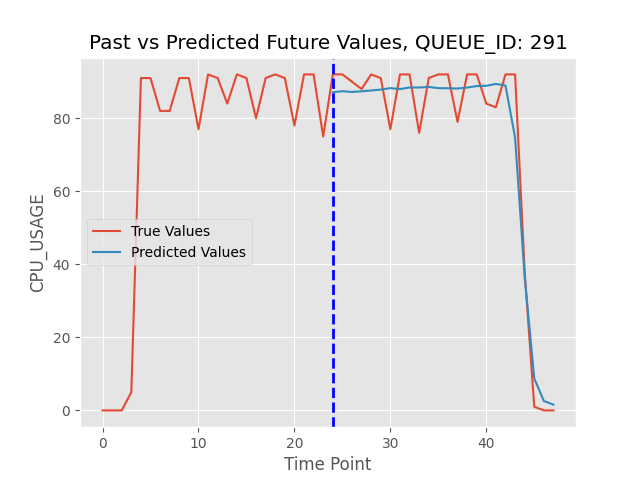 Past vs Predicted Future Values, QUEUE_ID: 291
80
60
40
20
0
CPU_USAGE
True Values
Predicted Values
0 10 20 30 40
Time Point